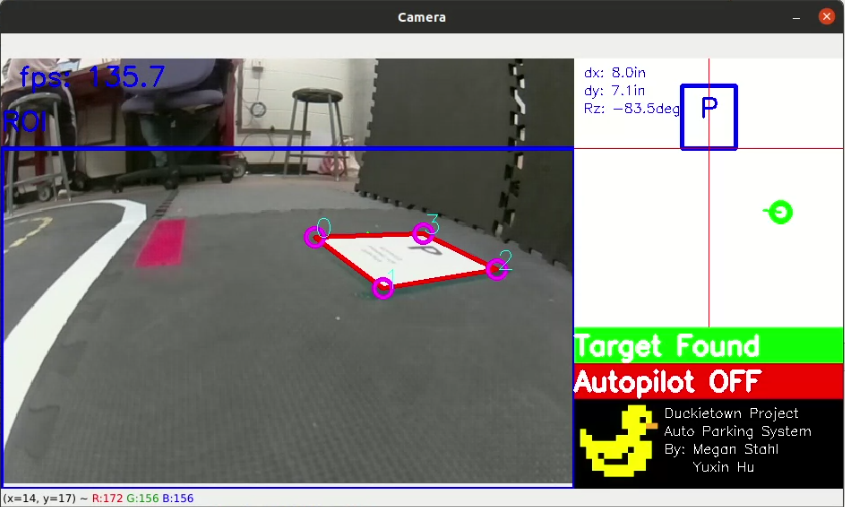 Camera
fps: 135.7
ROI
dx: 8.0in
dy: 7.1in
Rz: -83.5deg
P
0
3
P
1
2
Target Found
Autopilot OFF
Duckietown Project
Auto Parking System
By: Megan Stahl
Yuxin Hu
(x=14, y=17) ~ R:172 G:156 B:156